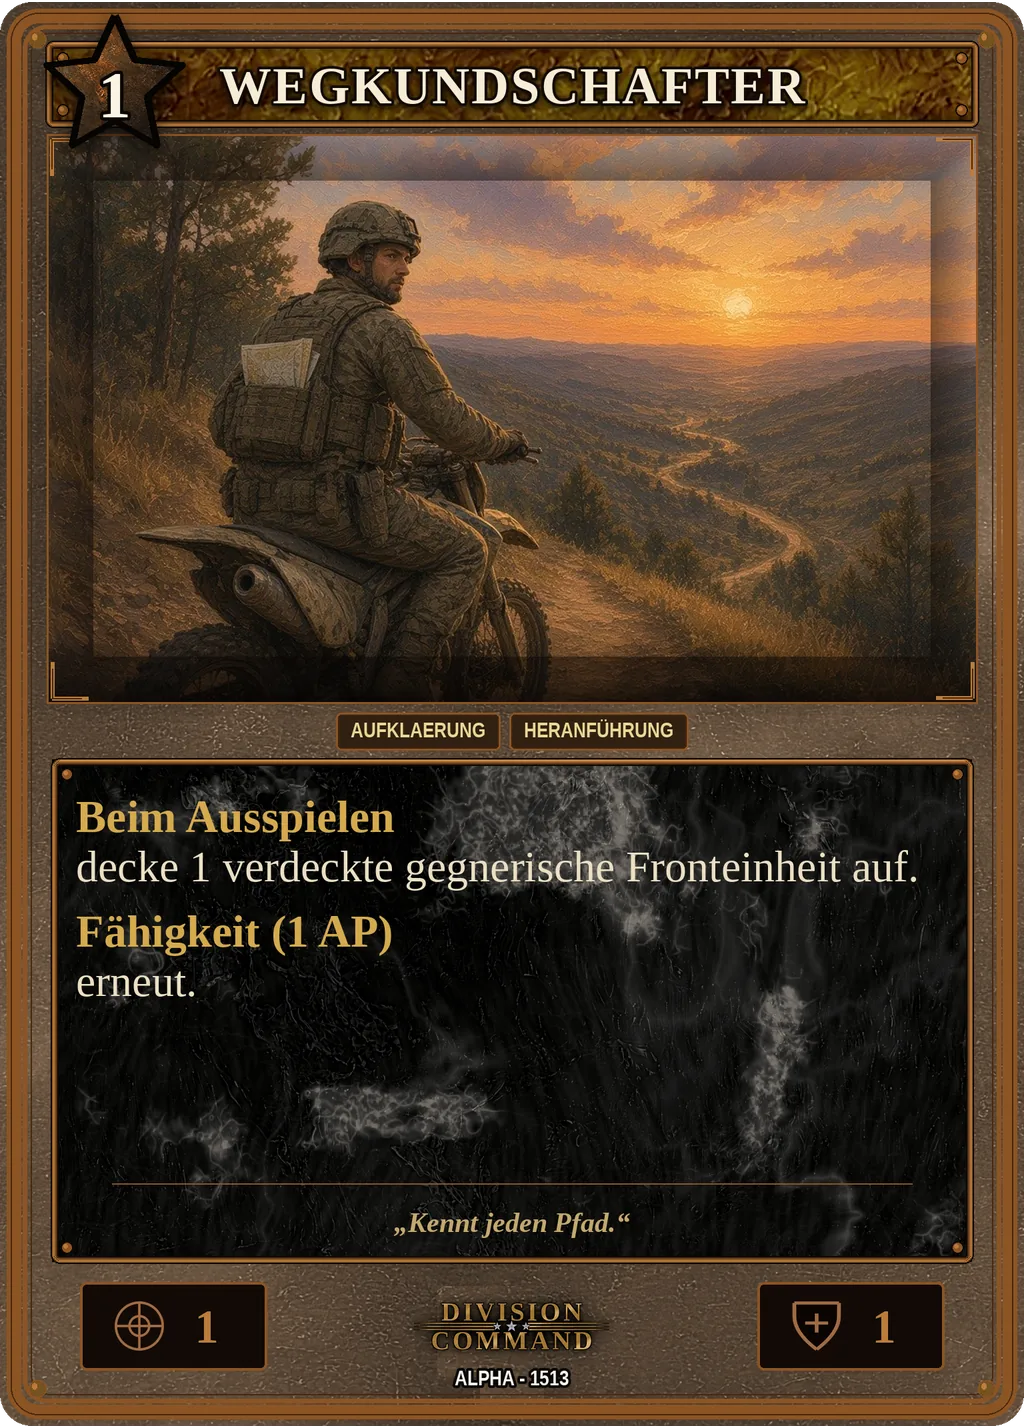 1
WEGKUNDSCHAFTER
AUFKLAERUNG HERANFÜHRUNG
Beim Ausspielen
decke 1 verdeckte gegnerische Fronteinheit auf.
Fähigkeit (1 AP)
erneut.
„Kennt jeden Pfad.“
1
DIVISION
COMMAND
ALPHA - 1513
1